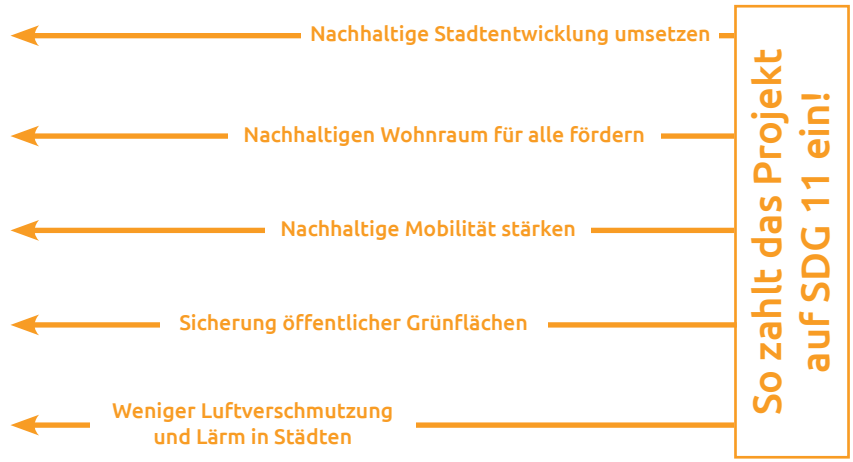 Nachhaltige Stadtentwicklung umsetzen
Nachhaltigen Wohnraum für alle fördern
Nachhaltige Mobilität stärken
Sicherung öffentlicher Grünflächen
Weniger Luftverschmutzung
und Lärm in Städten
So zahlt das Projekt
auf SDG 11 ein!